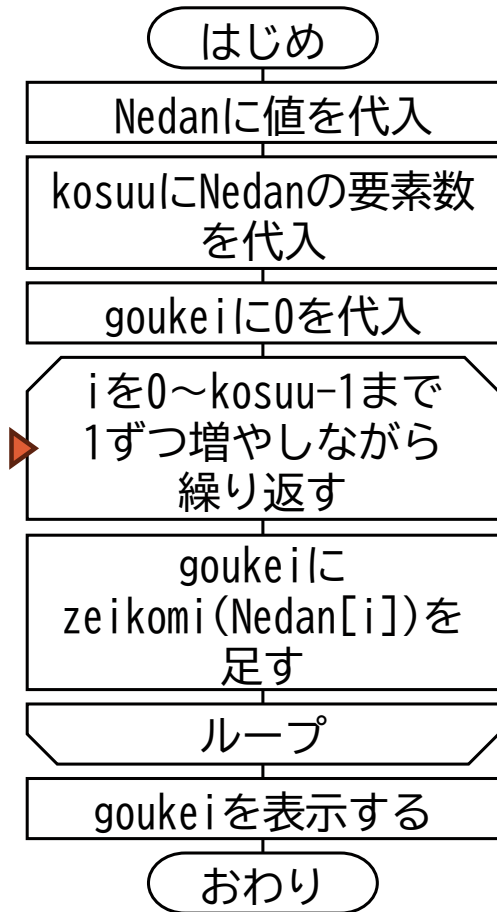 はじめ
Nedanに値を代入
kosuuにNedanの要素数
を代入
goukeiに0を代入
iを0～kosuu-1まで
1ずつ増やしながら
繰り返す
goukeiに
zeikomi(Nedan[i])を
足す
ループ
goukeiを表示する
おわり